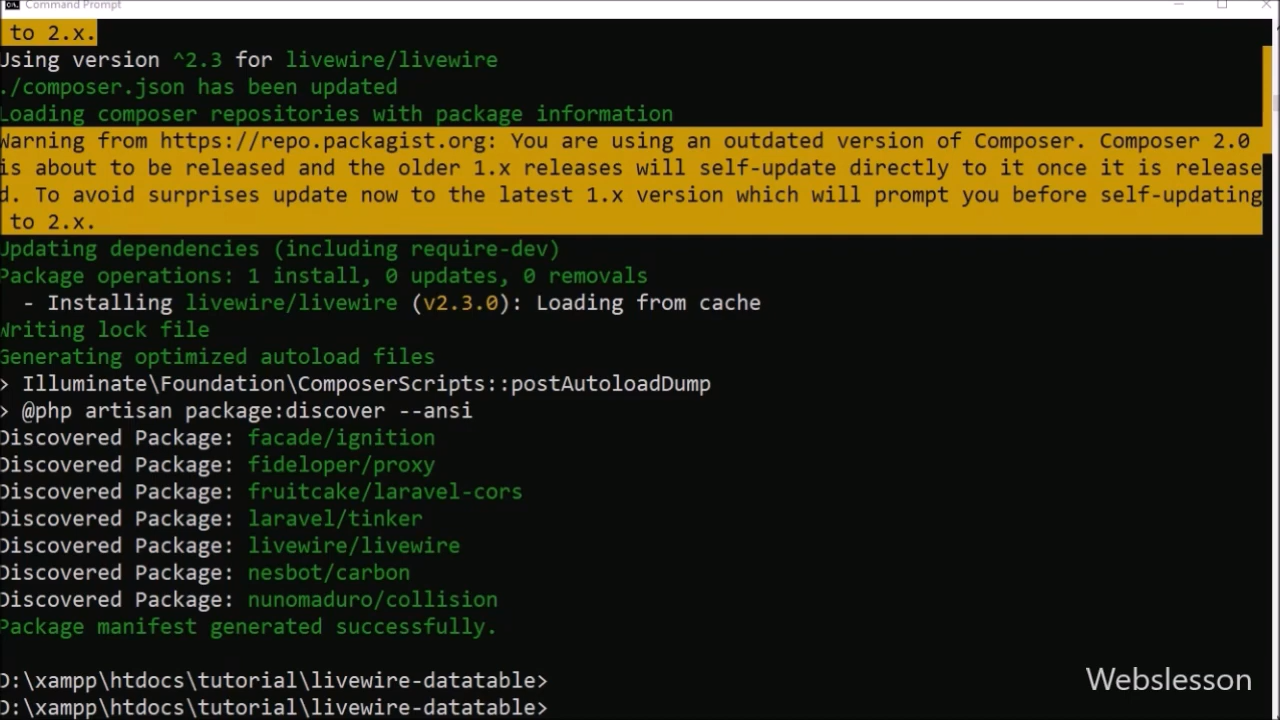 Command Prompt
to 2.x.
Using version ^2.3 for livewire/livewire
./composer.json has been updated
Loading composer repositories with package information
Warning from https://repo.packagist.org: You are using an outdated version of Composer. Composer 2.0
is about to be released and the older 1.x releases will self-update directly to it once it is release
d. To avoid surprises update now to the latest 1.x version which will prompt you before self-updating
to 2.x.
Updating dependencies (including require-dev)
Package operations: 1 install, 0 updates, 0 removals
- Installing livewire/livewire (v2.3.0): Loading from cache
Writing lock file
Generating optimized autoload files
> Illuminate\Foundation\ComposerScripts::postAutoloadDump
> @php artisan package:discover --ansi
Discovered Package: facade/ignition
Discovered Package: fideloper/proxy
Discovered Package: fruitcake/laravel-cors
Discovered Package: laravel/tinker
Discovered Package: livewire/livewire
Discovered Package: nesbot/carbon
Discovered Package: nunomaduro/collision
Package manifest generated successfully.
D:\xampp\htdocs\tutorial\livewire-datatable>
D:\xampp\htdocs\tutorial\livewire-datatable>
Webslesson